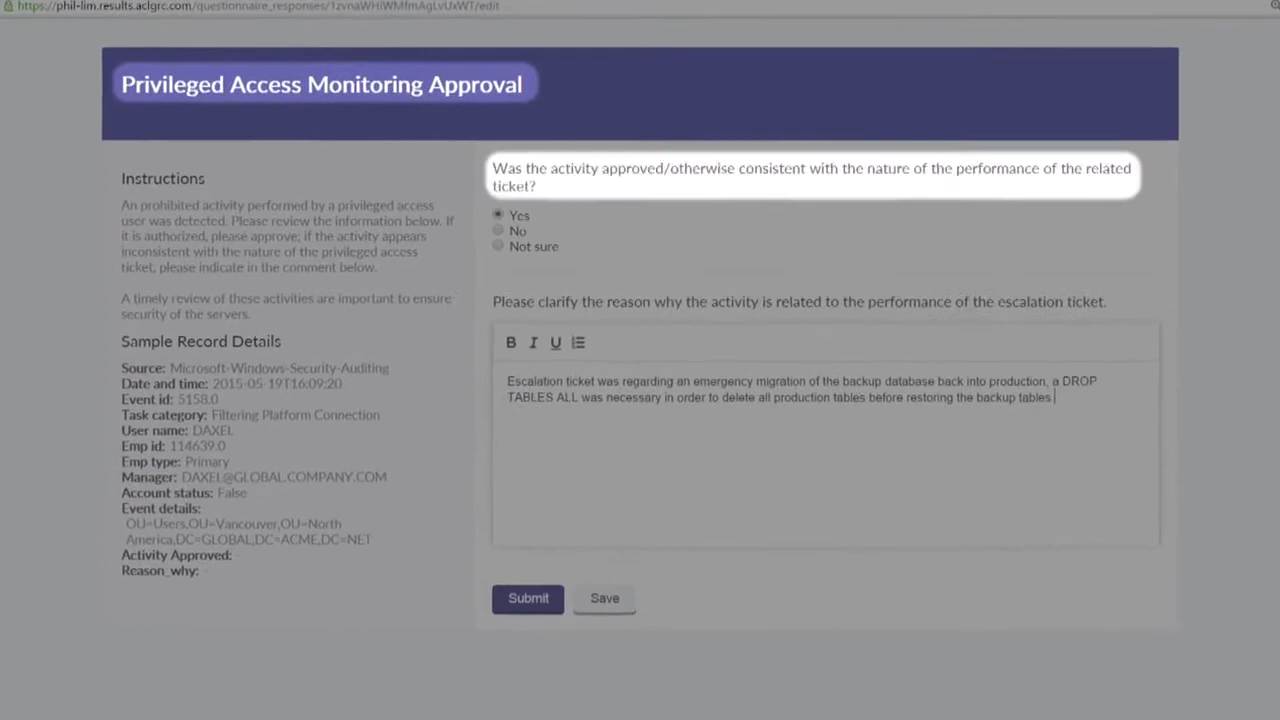 https://phil-lim.results.aclgrc.com/questionnaire_responses/1zvnaWHiWMfmAgLvUxWT/edit
Privileged Access Monitoring Approval
Instructions
An prohibited activity performed by a privileged access
user was detected. Please review the information below. If
it is authorized, please approve; if the activity appears
inconsistent with the nature of the privileged access
ticket, please indicate in the comment below.
A timely review of these activities are important to ensure
security of the servers.
Sample Record Details
Source: Microsoft-Windows-Security-Auditing
Date and time: 2015-05-19T16:09:20
Event id: 5158.0
Task category: Filtering Platform Connection
User name: DAXEL
Emp id: 114639.0
Emp type: Primary
Manager: DAXEL@GLOBAL.COMPANY.COM
Account status: False
Event details:
OU=Users,OU=Vancouver,OU=North
America,DC=GLOBAL,DC=ACME,DC=NET
Activity Approved: -
Reason_why: -
Was the activity approved/otherwise consistent with the nature of the performance of the related
ticket?
Yes
No
Not sure
Please clarify the reason why the activity is related to the performance of the escalation ticket.
B I U
Escalation ticket was regarding an emergency migration of the backup database back into production, a DROP
TABLES ALL was necessary in order to delete all production tables before restoring the backup tables
Submit Save